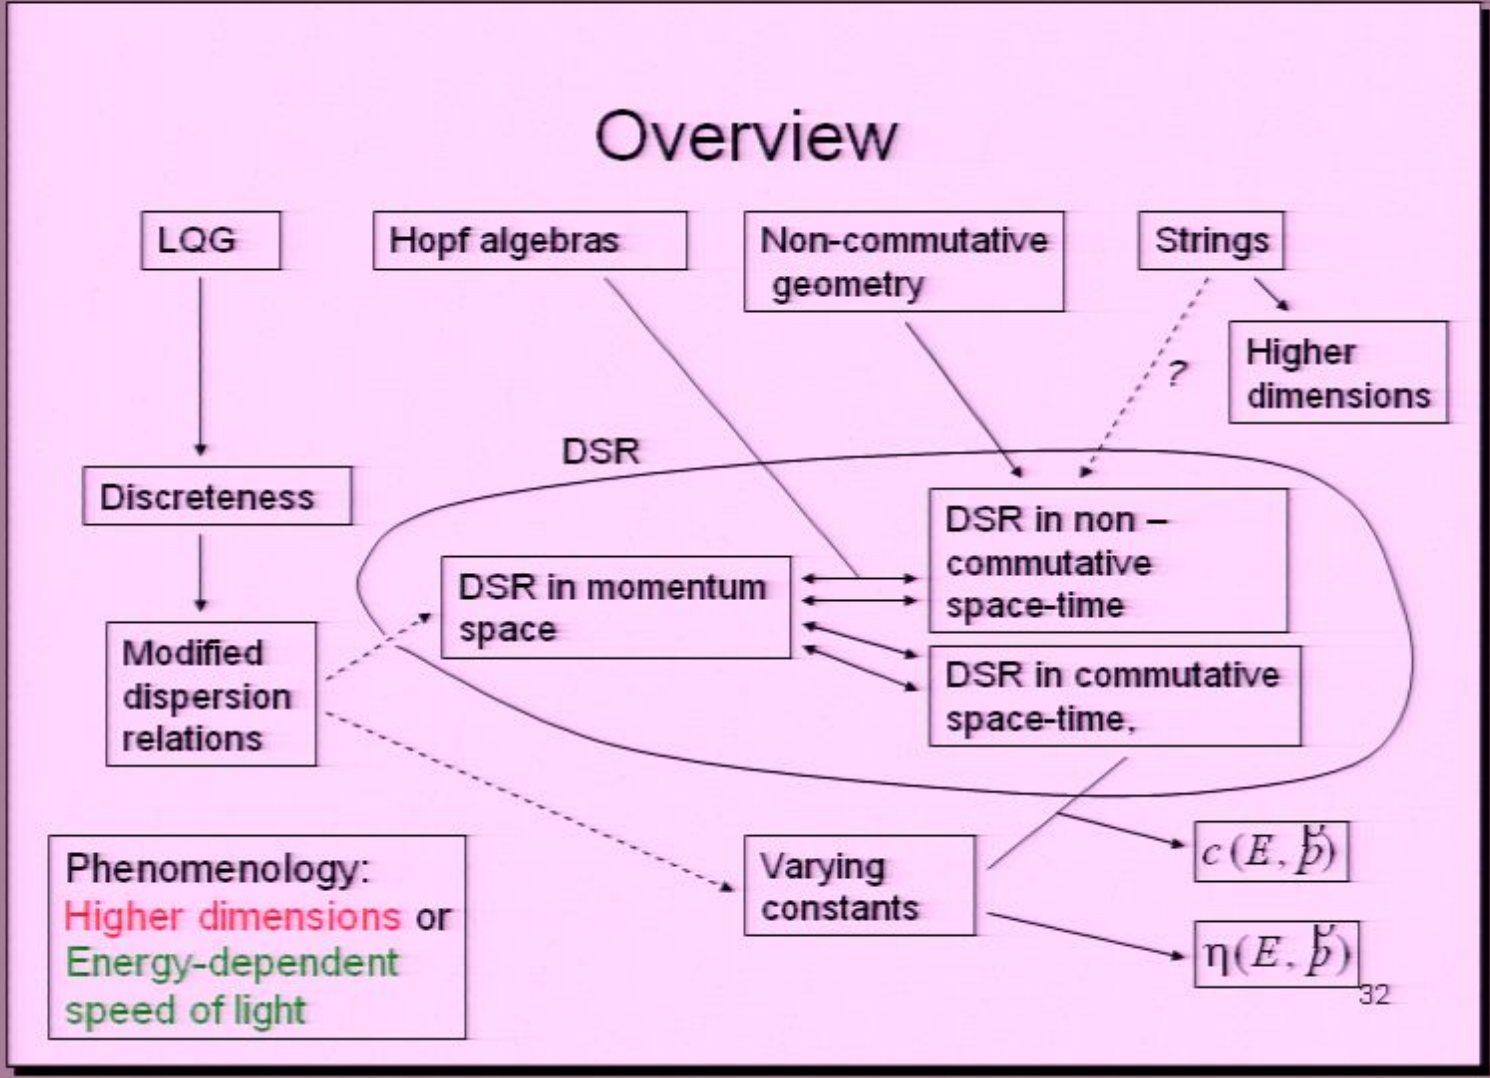 Overview
LQG
Hopf algebras
Non-commutative
geometry
Strings
Higher
dimensions
?
DSR
Discreteness
DSR in non –
commutative
space-time
DSR in momentum
space
Modified
dispersion
relations
DSR in commutative
space-time,
Phenomenology:
Higher dimensions or
Energy-dependent
speed of light
Varying
constants
c(E, p)
η(E, p)
32